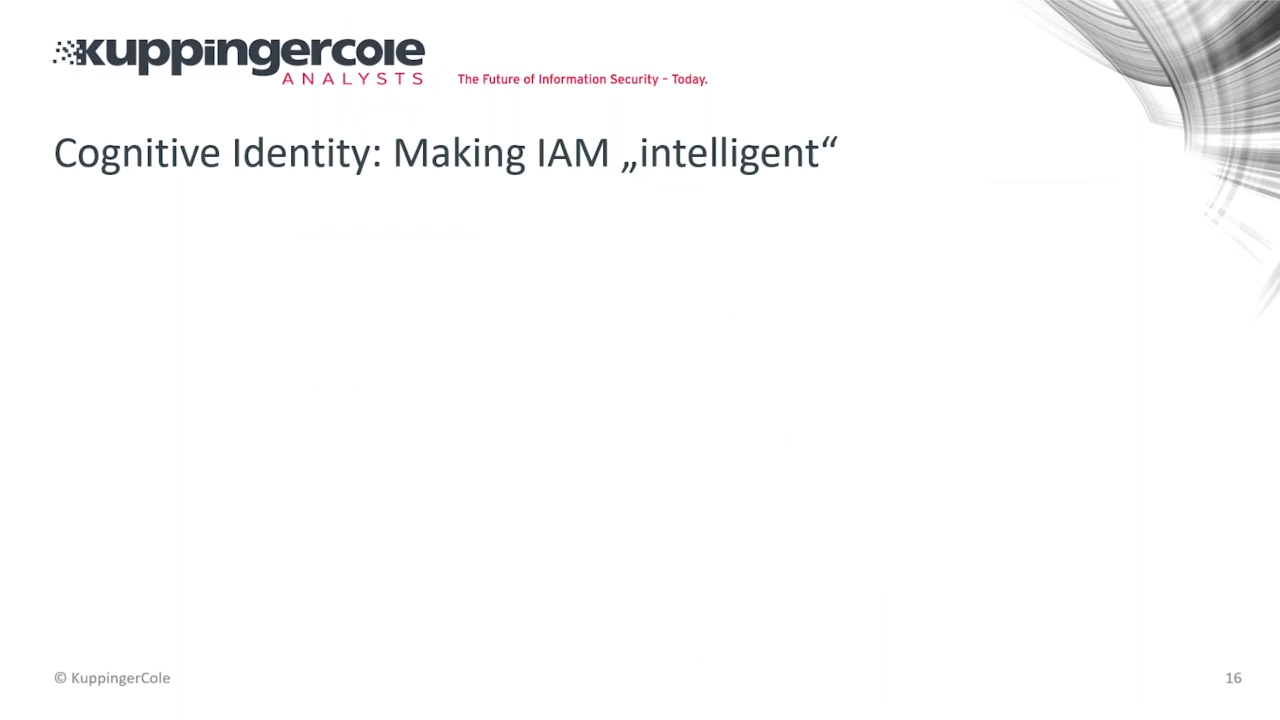 kuppingercole
ANALYSTS
The Future of Information Security – Today.
Cognitive Identity: Making IAM „intelligent“
© KuppingerCole
16